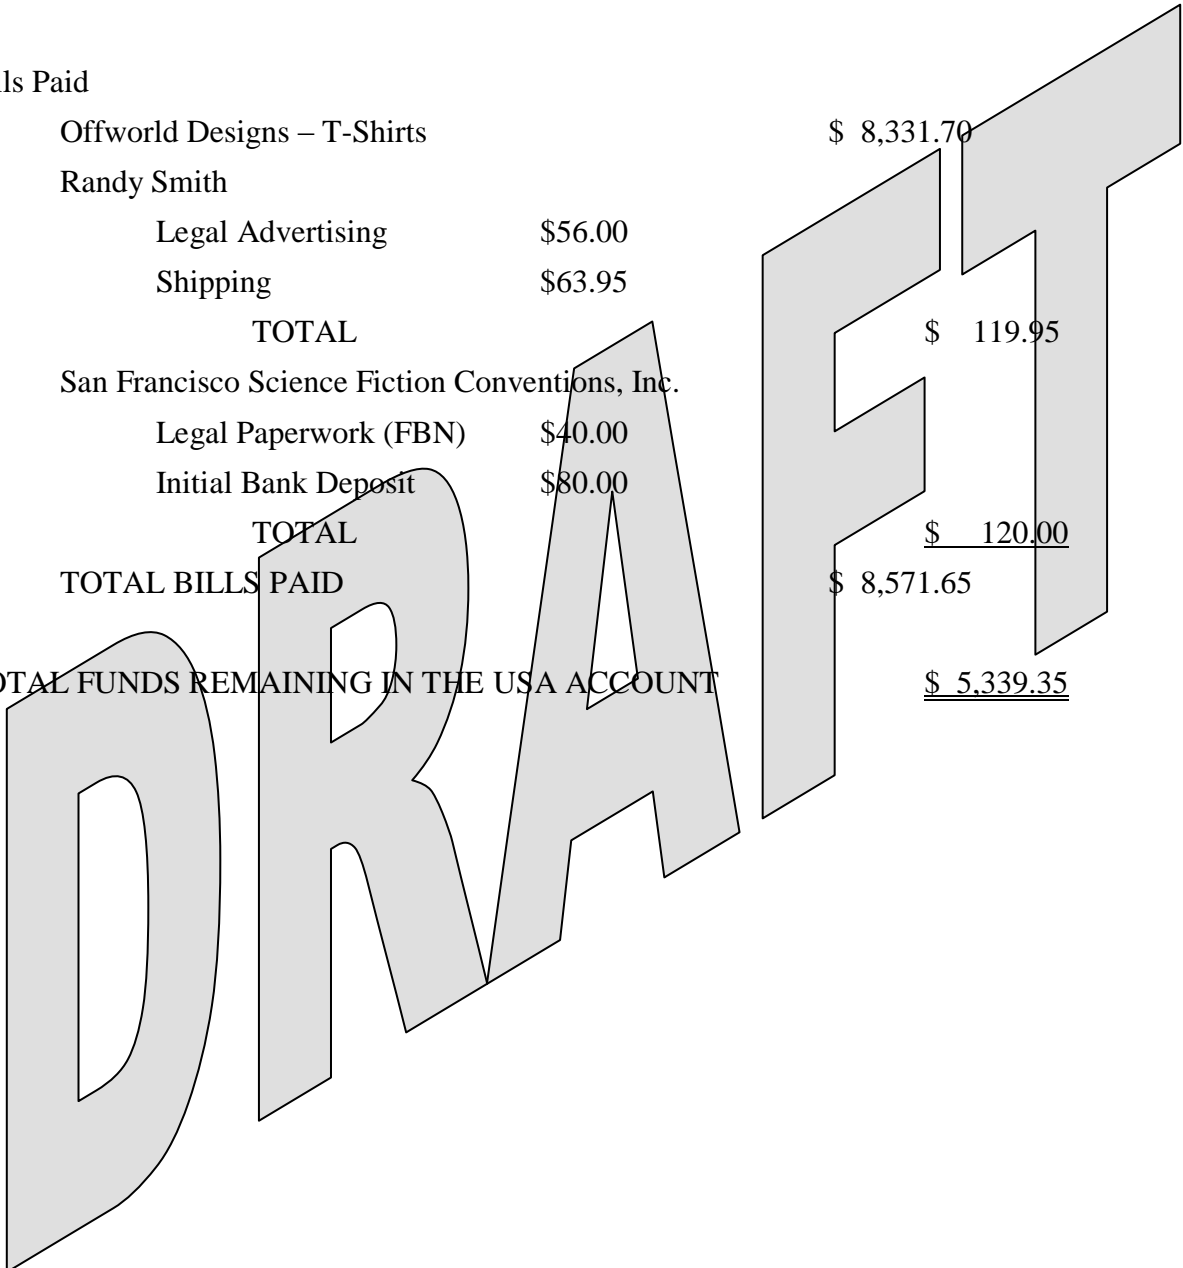 lls Paid
Offworld Designs – T-Shirts $ 8,331.70
Randy Smith
Legal Advertising $56.00
Shipping $63.95
TOTAL $ 119.95
San Francisco Science Fiction Conventions, Inc.
Legal Paperwork (FBN) $40.00
Initial Bank Deposit $80.00
TOTAL $ 120.00
TOTAL BILLS PAID $ 8,571.65
OTAL FUNDS REMAINING IN THE USA ACCOUNT $ 5,339.35
DRAFT